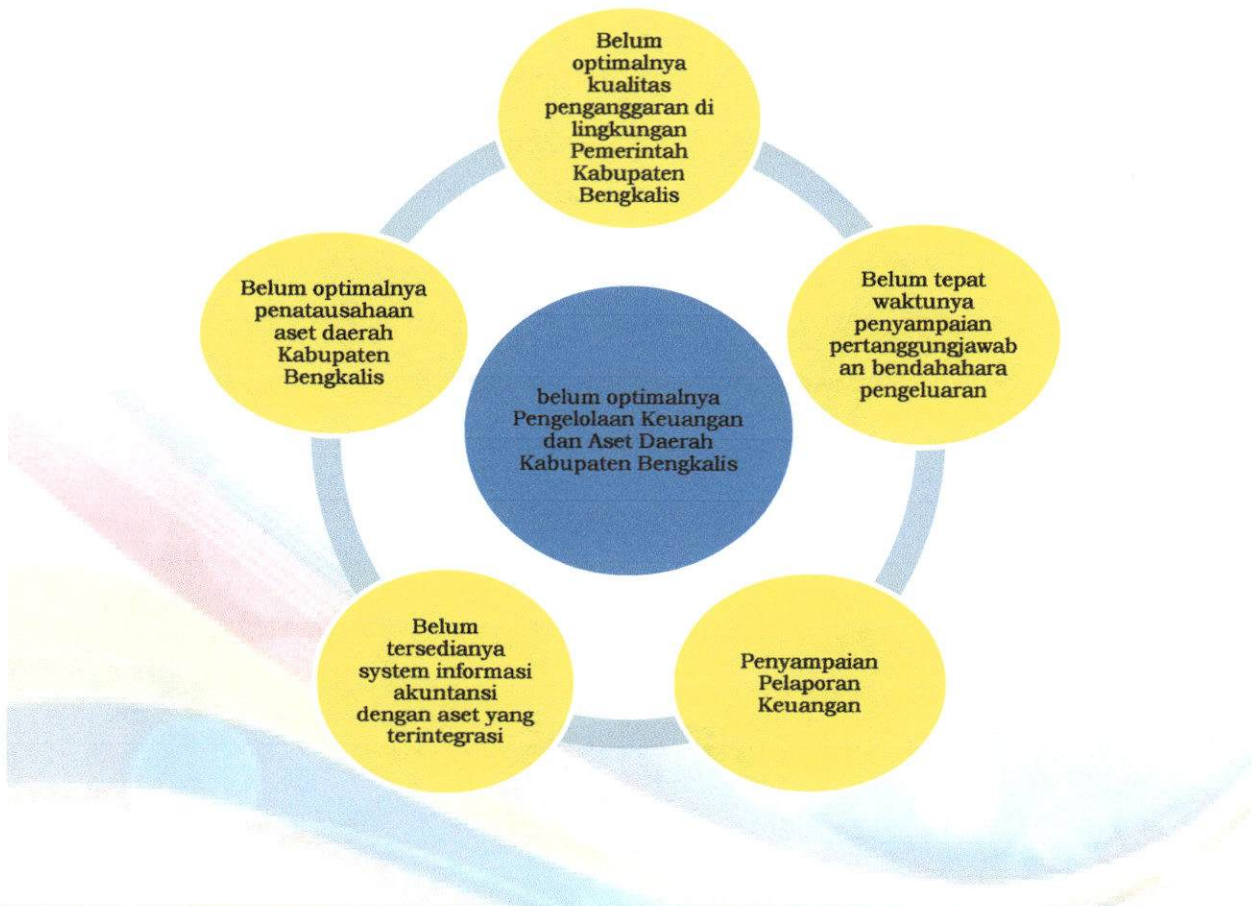 Belum
optimalnya
kualitas
penganggaran di
lingkungan
Pemerintah
Kabupaten
Bengkalis
Belum tepat
waktunya
penyampaian
pertanggungjawab
an bendahahara
pengeluaran
Penyampaian
Pelaporan
Keuangan
Belum
tersedianya
system informasi
akuntansi
dengan aset yang
terintegrasi
Belum optimalnya
penatausahaan
aset daerah
Kabupaten
Bengkalis
belum optimalnya
Pengelolaan Keuangan
dan Aset Daerah
Kabupaten Bengkalis